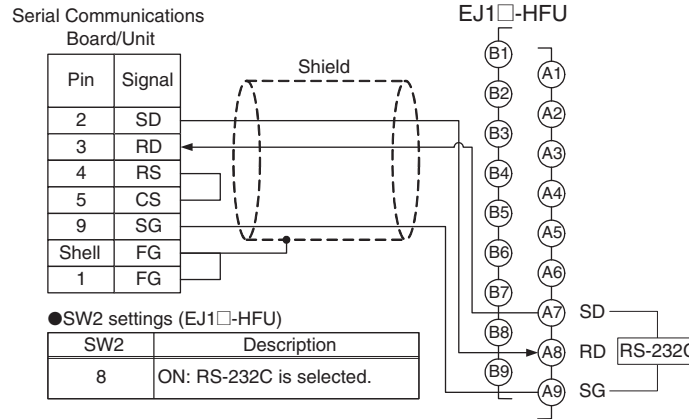 Serial Communications
Board/Unit
EJ1□-HFU
Pin Signal
2 SD
3 RD
4 RS
5 CS
9 SG
Shell FG
1 FG
Shield
B1
B2
B3
B4
B5
B6
B7
B8
B9
A1
A2
A3
A4
A5
A6
A7 SD
A8 RD
A9 SG
RS-232C
●SW2 settings (EJ1□-HFU)
SW2 Description
8 ON: RS-232C is selected.